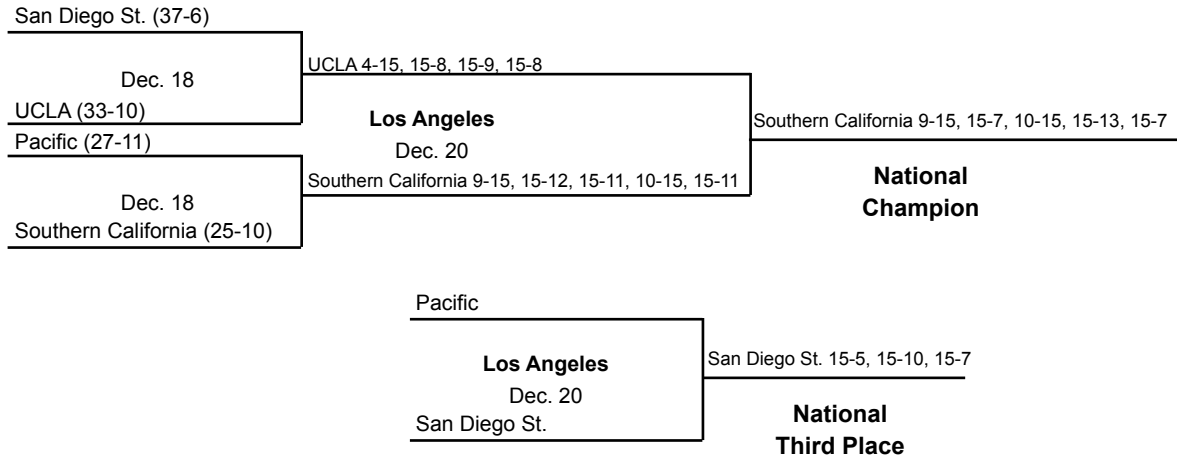 San Diego St. (37-6)
Dec. 18
UCLA (33-10)
UCLA 4-15, 15-8, 15-9, 15-8
Pacific (27-11)
Dec. 18
Southern California (25-10)
Southern California 9-15, 15-12, 15-11, 10-15, 15-11
Los Angeles
Dec. 20
Southern California 9-15, 15-7, 10-15, 15-13, 15-7
National
Champion
Pacific
Los Angeles
Dec. 20
San Diego St.
San Diego St. 15-5, 15-10, 15-7
National
Third Place